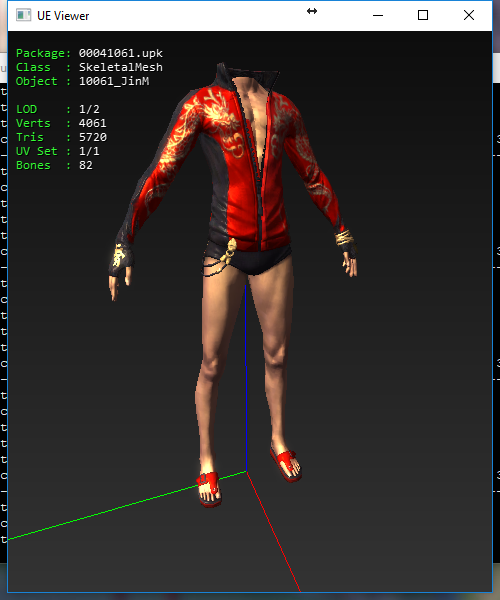 UE Viewer
Package: 00041061.upk
Class : SkeletalMesh
Object : 10061_JinM
LOD : 1/2
Verts : 4061
Tris : 5720
UV Set : 1/1
Bones : 82